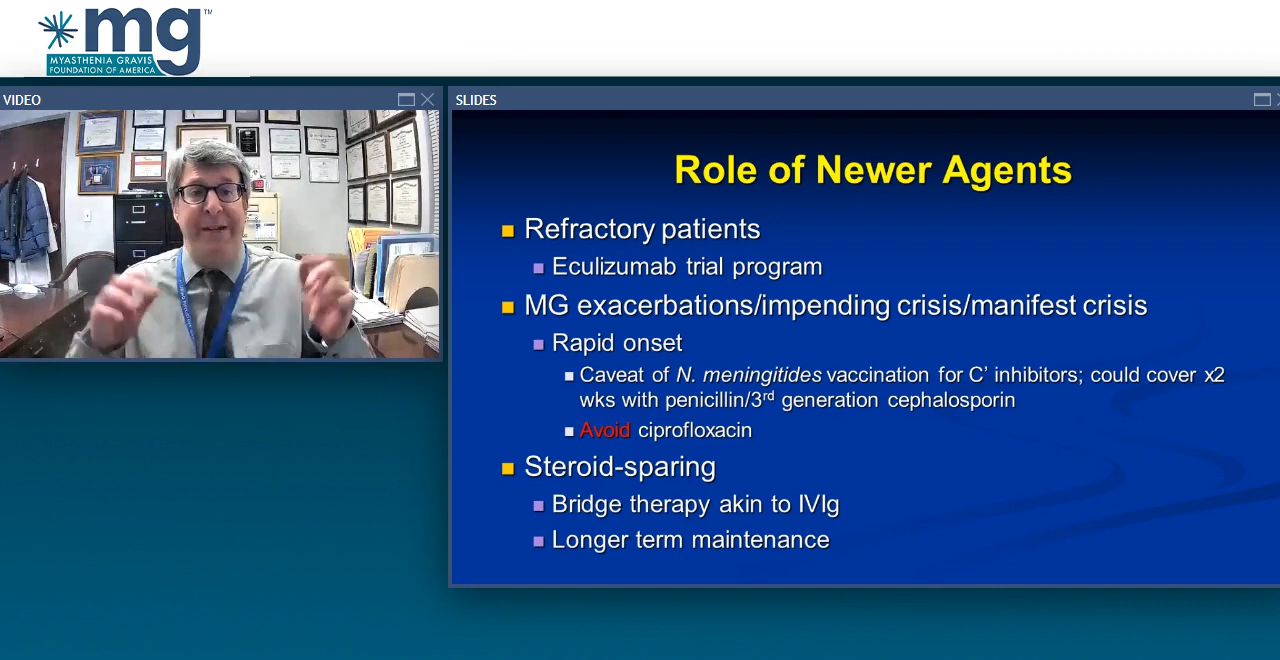 mg™
MYASTHENIA GRAVIS
FOUNDATION OF AMERICA
VIDEO
SLIDES
Role of Newer Agents
Refractory patients
Eculizumab trial program
MG exacerbations/impending crisis/manifest crisis
Rapid onset
Caveat of N. meningitides vaccination for C’ inhibitors; could cover x2
wks with penicillin/3rd generation cephalosporin
Avoid ciprofloxacin
Steroid-sparing
Bridge therapy akin to IVIg
Longer term maintenance